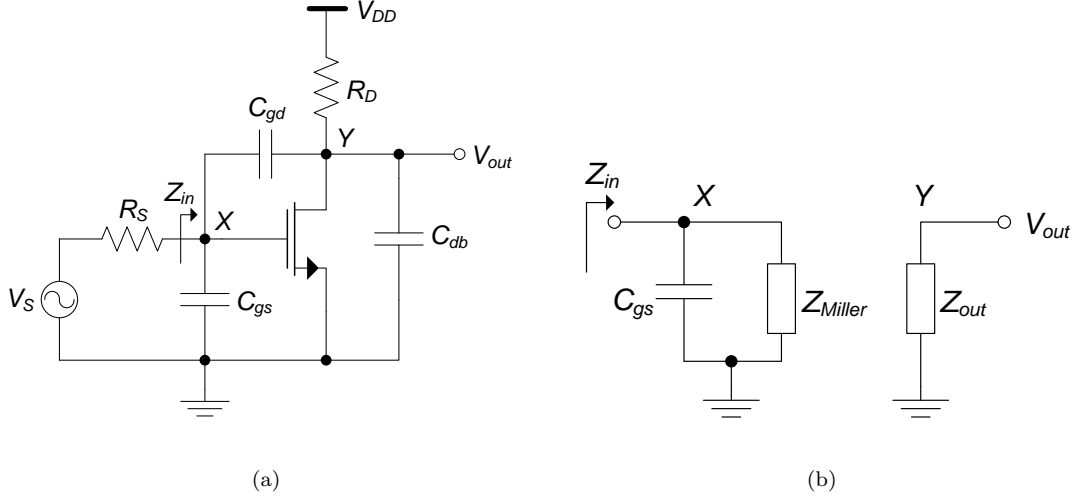 V_DD
R_D
C_gd
Y
V_out
Z_in
R_S
X
C_db
V_S
C_gs
(a)
Z_in
X
Y
V_out
C_gs
Z_Miller
Z_out
(b)